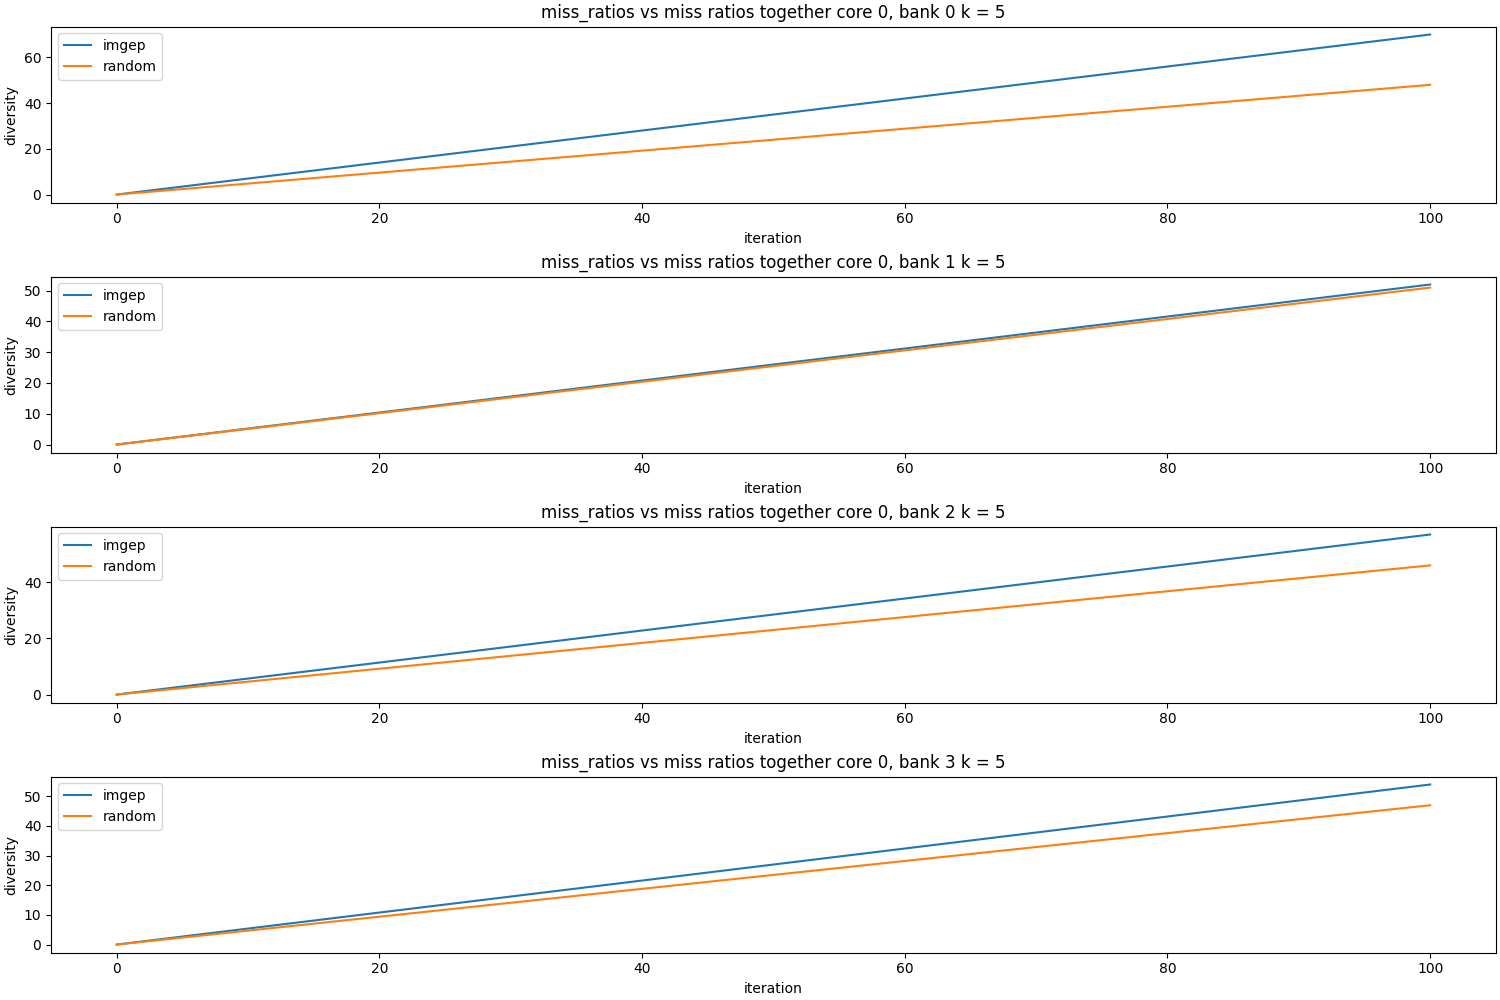 miss_ratios vs miss ratios together core 0, bank 0 k = 5
imgep
random
diversity
60
40
20
0
0 20 40 60 80 100
iteration
miss_ratios vs miss ratios together core 0, bank 1 k = 5
imgep
random
diversity
50
40
30
20
10
0
0 20 40 60 80 100
iteration
miss_ratios vs miss ratios together core 0, bank 2 k = 5
imgep
random
diversity
40
20
0
0 20 40 60 80 100
iteration
miss_ratios vs miss ratios together core 0, bank 3 k = 5
imgep
random
diversity
50
40
30
20
10
0
0 20 40 60 80 100
iteration